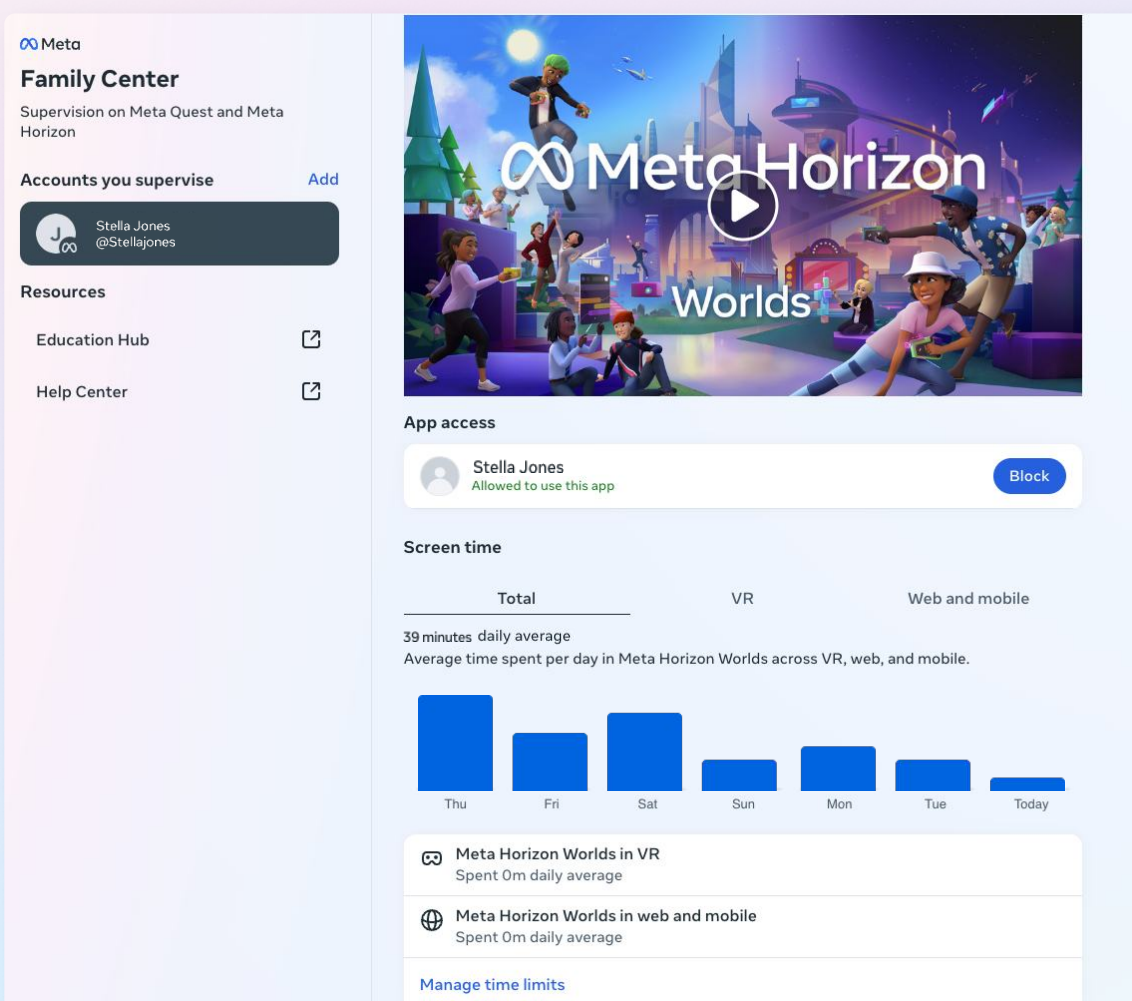 Meta
Family Center
Supervision on Meta Quest and Meta
Horizon
Accounts you supervise Add
J
Stella Jones
@Stellajones
Resources
Education Hub
Help Center
Meta Horizon
Worlds
App access
Stella Jones
Allowed to use this app
Block
Screen time
Total VR Web and mobile
39 minutes daily average
Average time spent per day in Meta Horizon Worlds across VR, web, and mobile.
Thu Fri Sat Sun Mon Tue Today
Meta Horizon Worlds in VR
Spent 0m daily average
Meta Horizon Worlds in web and mobile
Spent 0m daily average
Manage time limits